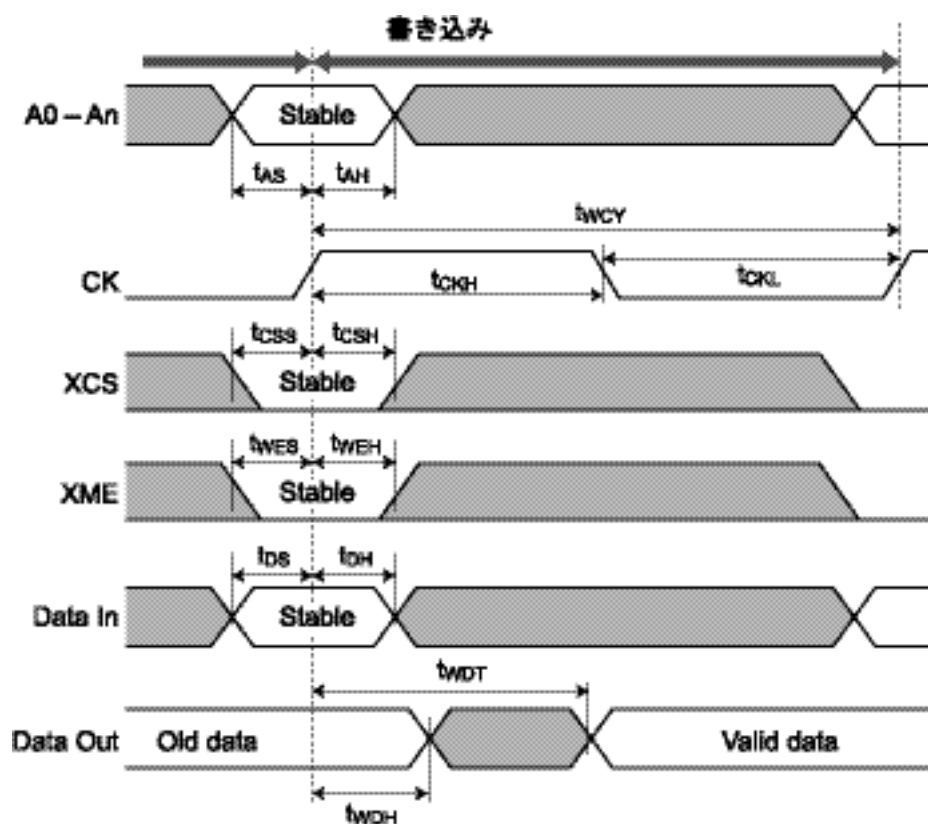 書き込み
A0 – An
Stable
tAS
tAH
tWCY
CK
tCKH
tCKL
tCSS
tCSH
XCS
Stable
tWES
tWEH
XME
Stable
tDS
tDH
Data In
Stable
tWDT
Data Out
Old data
Valid data
tWDH